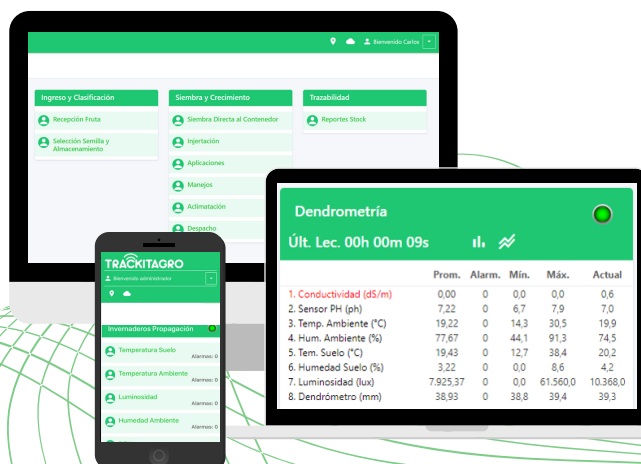 Bienvenido Carlos
Ingreso y Clasificación
Recepción Fruta
Selección Semilla y
Almacenamiento
Siembra y Crecimiento
Siembra Directa al Contenedor
Injertación
Aplicaciones
Manejos
Aclimatación
Despacho
Trazabilidad
Reportes Stock
TRACKITAGRO
Bienvenido administrador
Invernaderos Propagación
Temperatura Suelo
Alarmas: 0
Temperatura Ambiente
Alarmas: 0
Luminosidad
Alarmas: 0
Humedad Ambiente
Alarmas: 0
Dendrometría
Últ. Lec. 00h 00m 09s
Prom. Alarm. Mín. Máx. Actual
1. Conductividad (dS/m) 0,00 0 0,0 0,0 0,6
2. Sensor PH (ph) 7,22 0 6,7 7,9 7,0
3. Temp. Ambiente (°C) 19,22 0 14,3 30,5 19,9
4. Hum. Ambiente (%) 77,67 0 44,1 91,3 74,5
5. Tem. Suelo (°C) 19,43 0 12,7 38,4 20,2
6. Humedad Suelo (%) 3,22 0 0,0 8,6 4,2
7. Luminosidad (lux) 7.925,37 0 0,0 61.560,0 10.368,0
8. Dendrómetro (mm) 38,93 0 38,8 39,4 39,3